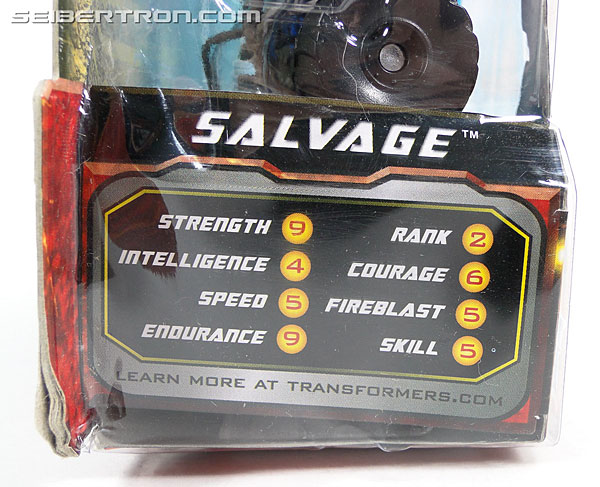 SEIBERTRON.COM
SALVAGE™
STRENGTH 9
INTELLIGENCE 4
SPEED 5
ENDURANCE 9
RANK 2
COURAGE 6
FIREBLAST 5
SKILL 5
LEARN MORE AT TRANSFORMERS.COM